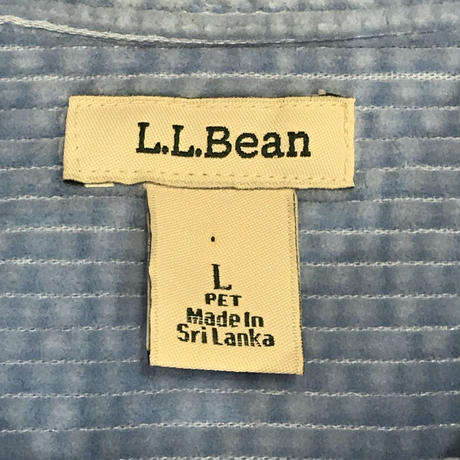 L.L.Bean
L
PET
Made In
Sri Lanka